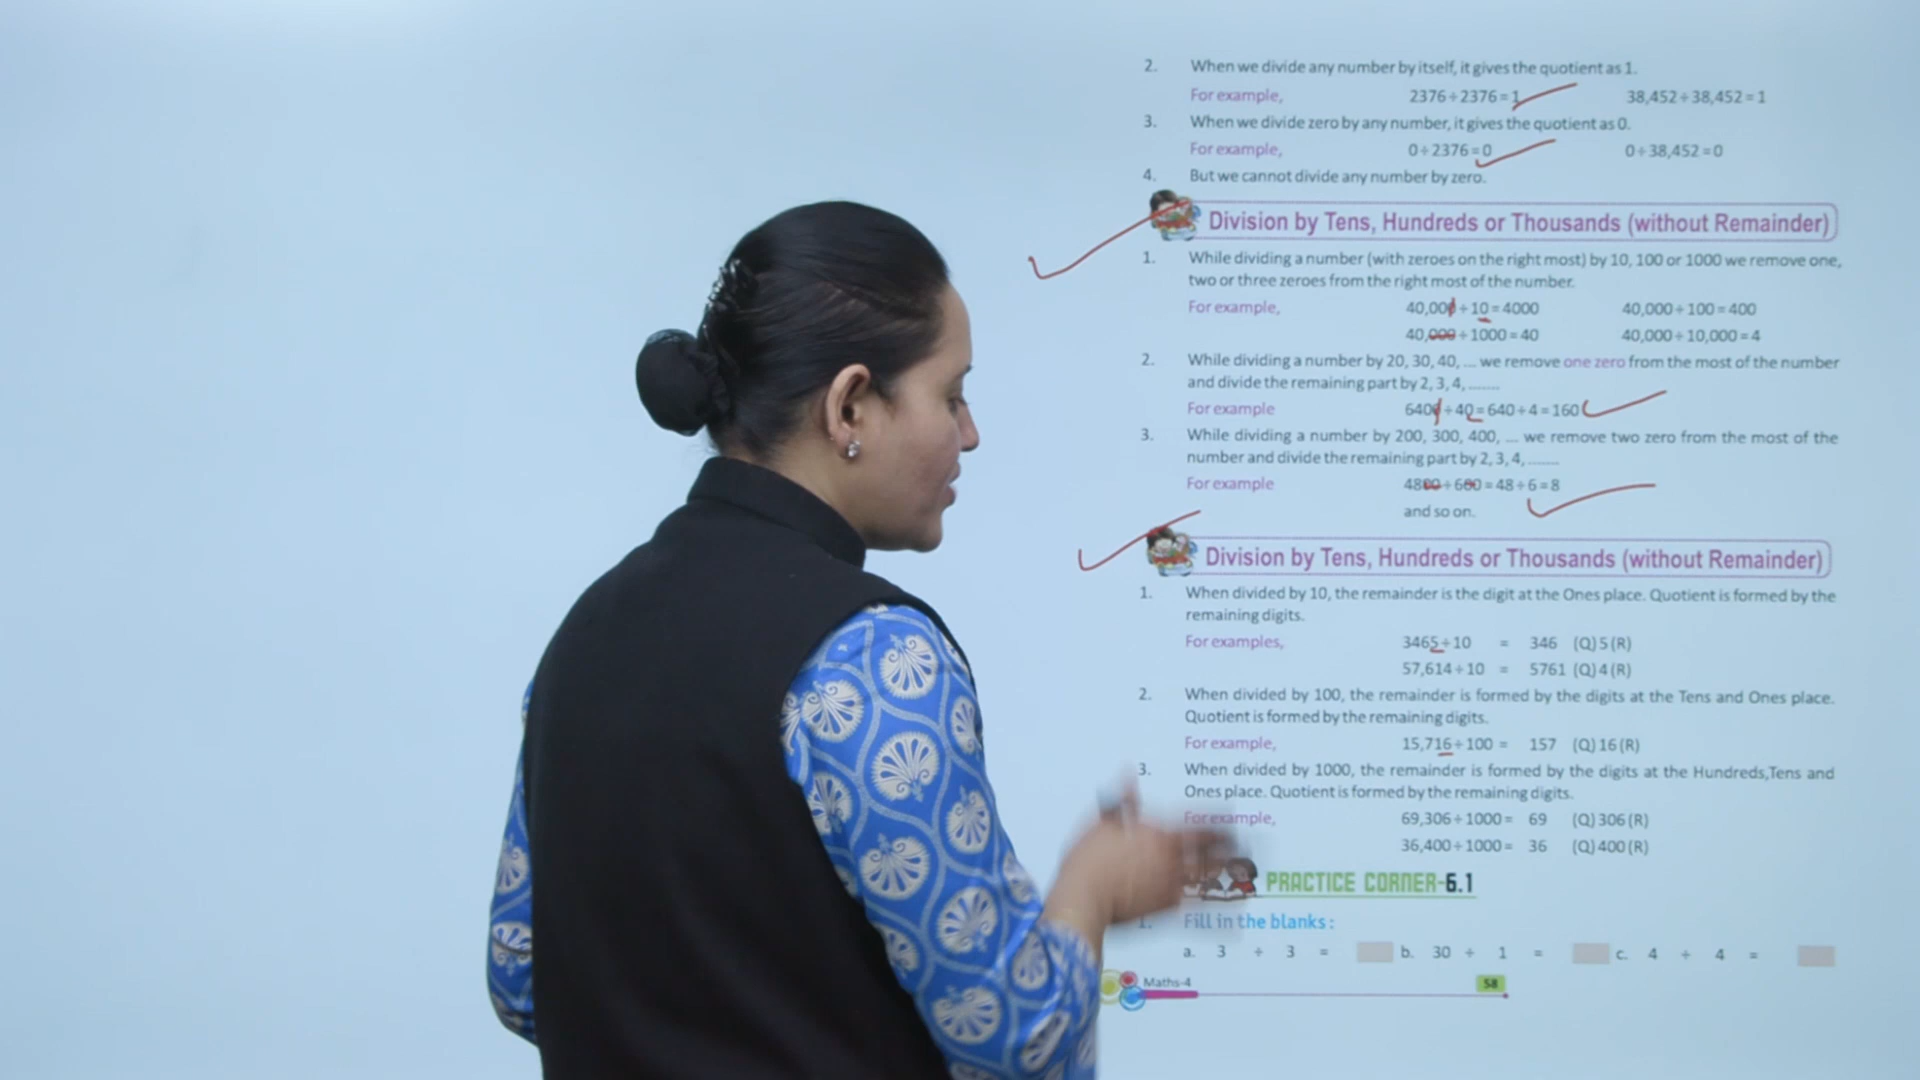 2. When we divide any number by itself, it gives the quotient as 1.
For example, 2376÷2376=1 38,452÷38,452=1
3. When we divide zero by any number, it gives the quotient as 0.
For example, 0÷2376=0 0÷38,452=0
4. But we cannot divide any number by zero.
Division by Tens, Hundreds or Thousands (without Remainder)
1. While dividing a number (with zeroes on the right most) by 10, 100 or 1000 we remove one,
two or three zeroes from the right most of the number.
For example, 40,000÷10=4000 40,000÷100=400
40,000÷1000=40 40,000÷10,000=4
2. While dividing a number by 20, 30, 40, ... we remove one zero from the most of the number
and divide the remaining part by 2, 3, 4, .......
For example 6400÷40=640÷4=160
3. While dividing a number by 200, 300, 400, ... we remove two zero from the most of the
number and divide the remaining part by 2, 3, 4, .......
For example 4800÷600=48÷6=8
and so on.
Division by Tens, Hundreds or Thousands (without Remainder)
1. When divided by 10, the remainder is the digit at the Ones place. Quotient is formed by the
remaining digits.
For examples, 3465÷10 = 346 (Q) 5 (R)
57,614÷10 = 5761 (Q) 4 (R)
2. When divided by 100, the remainder is formed by the digits at the Tens and Ones place.
Quotient is formed by the remaining digits.
For example, 15,716÷100 = 157 (Q) 16 (R)
3. When divided by 1000, the remainder is formed by the digits at the Hundreds,Tens and
Ones place. Quotient is formed by the remaining digits.
For example, 69,306÷1000 = 69 (Q) 306 (R)
36,400÷1000 = 36 (Q) 400 (R)
PRACTICE CORNER-6.1
1. Fill in the blanks :
a. 3 ÷ 3 = b. 30 ÷ 1 = c. 4 ÷ 4 =
Maths-4 58